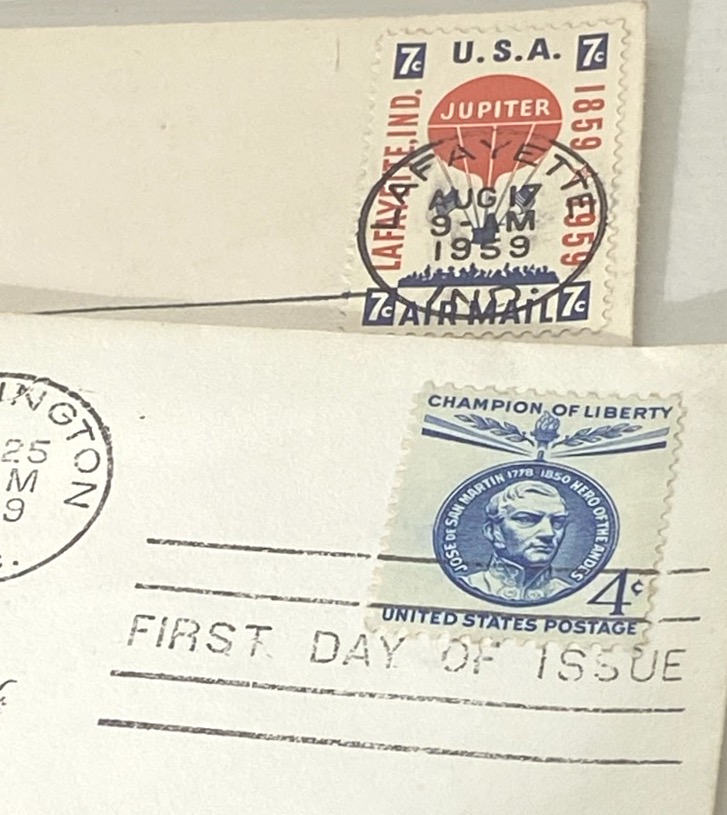 7c U.S.A. 7c
JUPITER
LAFAYETTE, IND.
1859 1959
LAFAYETTE
AUG 17
9-AM
1959
IND.
7c AIR MAIL 7c
INGTON
25
M
9
CHAMPION OF LIBERTY
JOSE DE SAN MARTIN 1778 1850 HERO OF THE ANDES
4c
UNITED STATES POSTAGE
FIRST DAY OF ISSUE